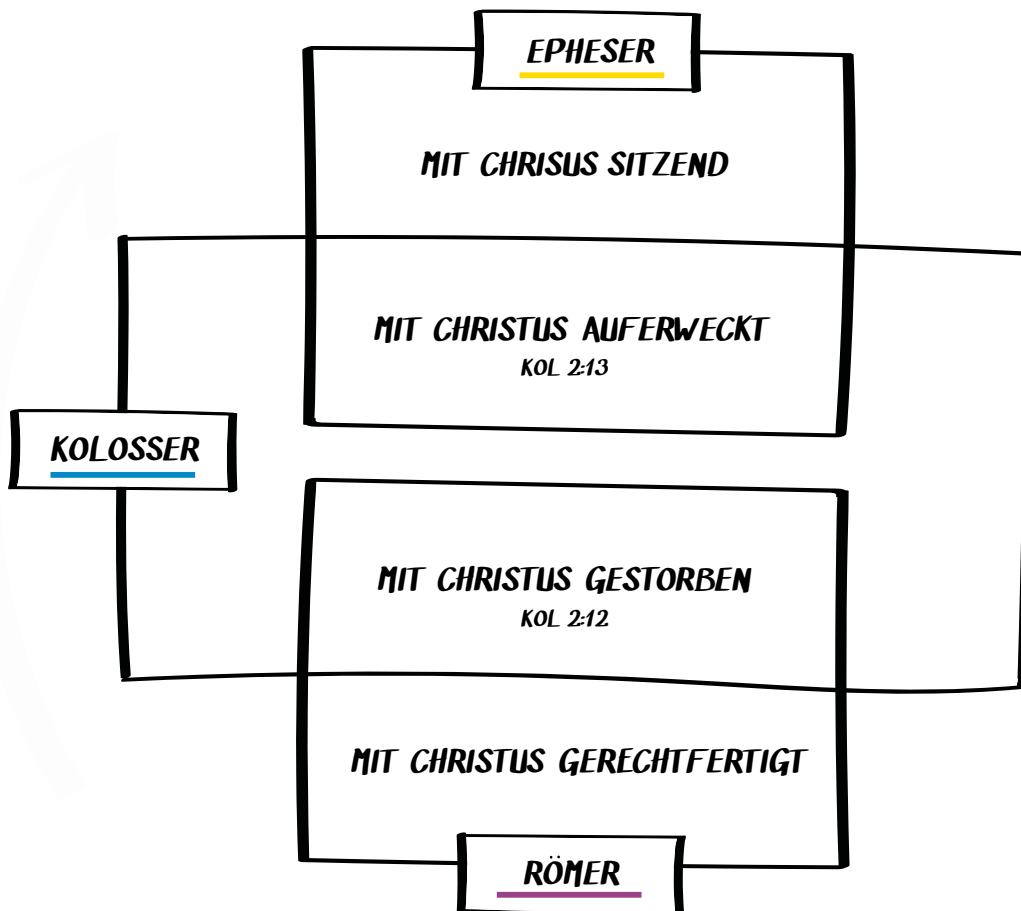 EPHESER
MIT CHRISUS SITZEND
MIT CHRISTUS AUFERWECKT
KOL 2:13
KOLOSSER
MIT CHRISTUS GESTORBEN
KOL 2:12
MIT CHRISTUS GERECHTFERTIGT
RÖMER